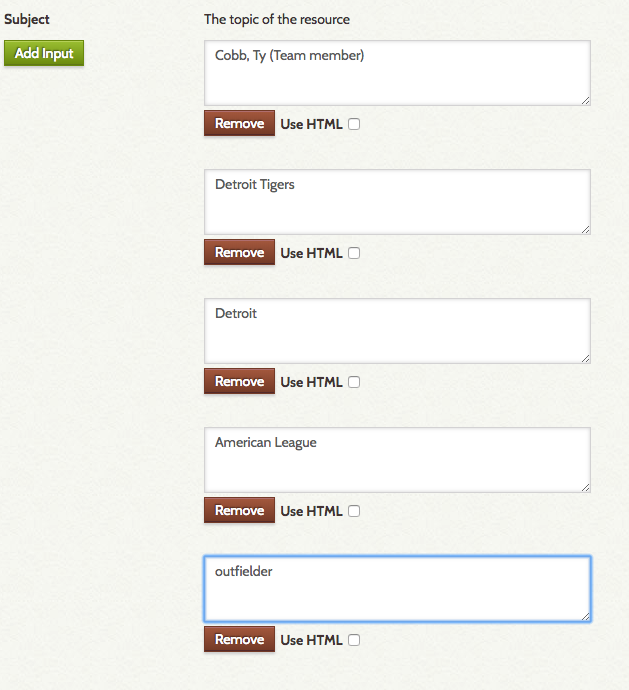 Subject
The topic of the resource
Add Input
Cobb, Ty (Team member)
Remove Use HTML
Detroit Tigers
Remove Use HTML
Detroit
Remove Use HTML
American League
Remove Use HTML
outfielder
Remove Use HTML